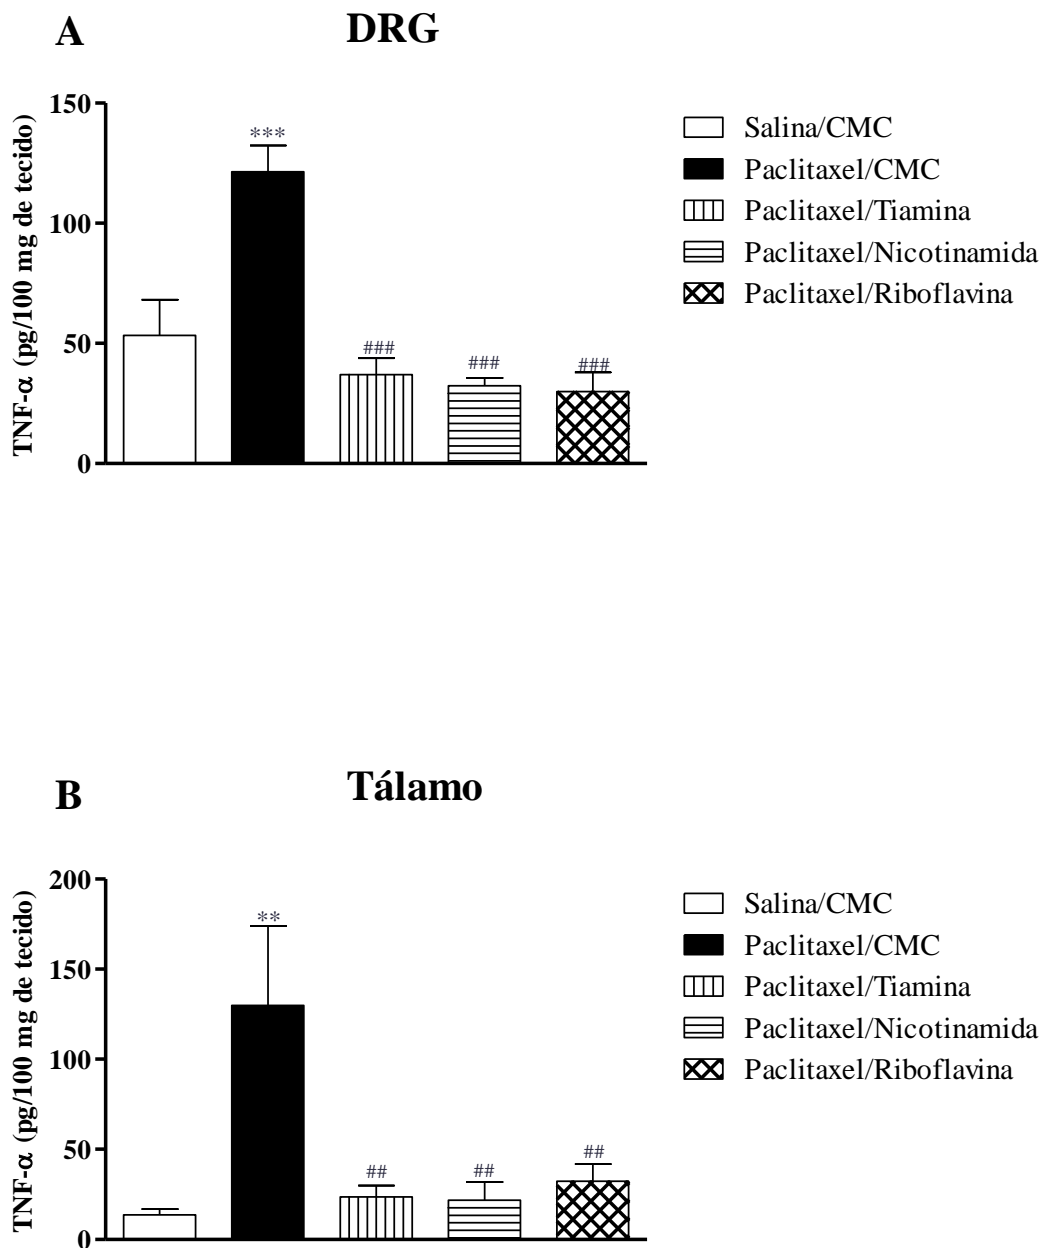 A
DRG
TNF-α (pg/100 mg de tecido)
150
100
50
0
***
###
###
###
Salina/CMC
Paclitaxel/CMC
Paclitaxel/Tiamina
Paclitaxel/Nicotinamida
Paclitaxel/Riboflavina
B
Tálamo
TNF-α (pg/100 mg de tecido)
200
150
100
50
0
**
##
##
##
Salina/CMC
Paclitaxel/CMC
Paclitaxel/Tiamina
Paclitaxel/Nicotinamida
Paclitaxel/Riboflavina